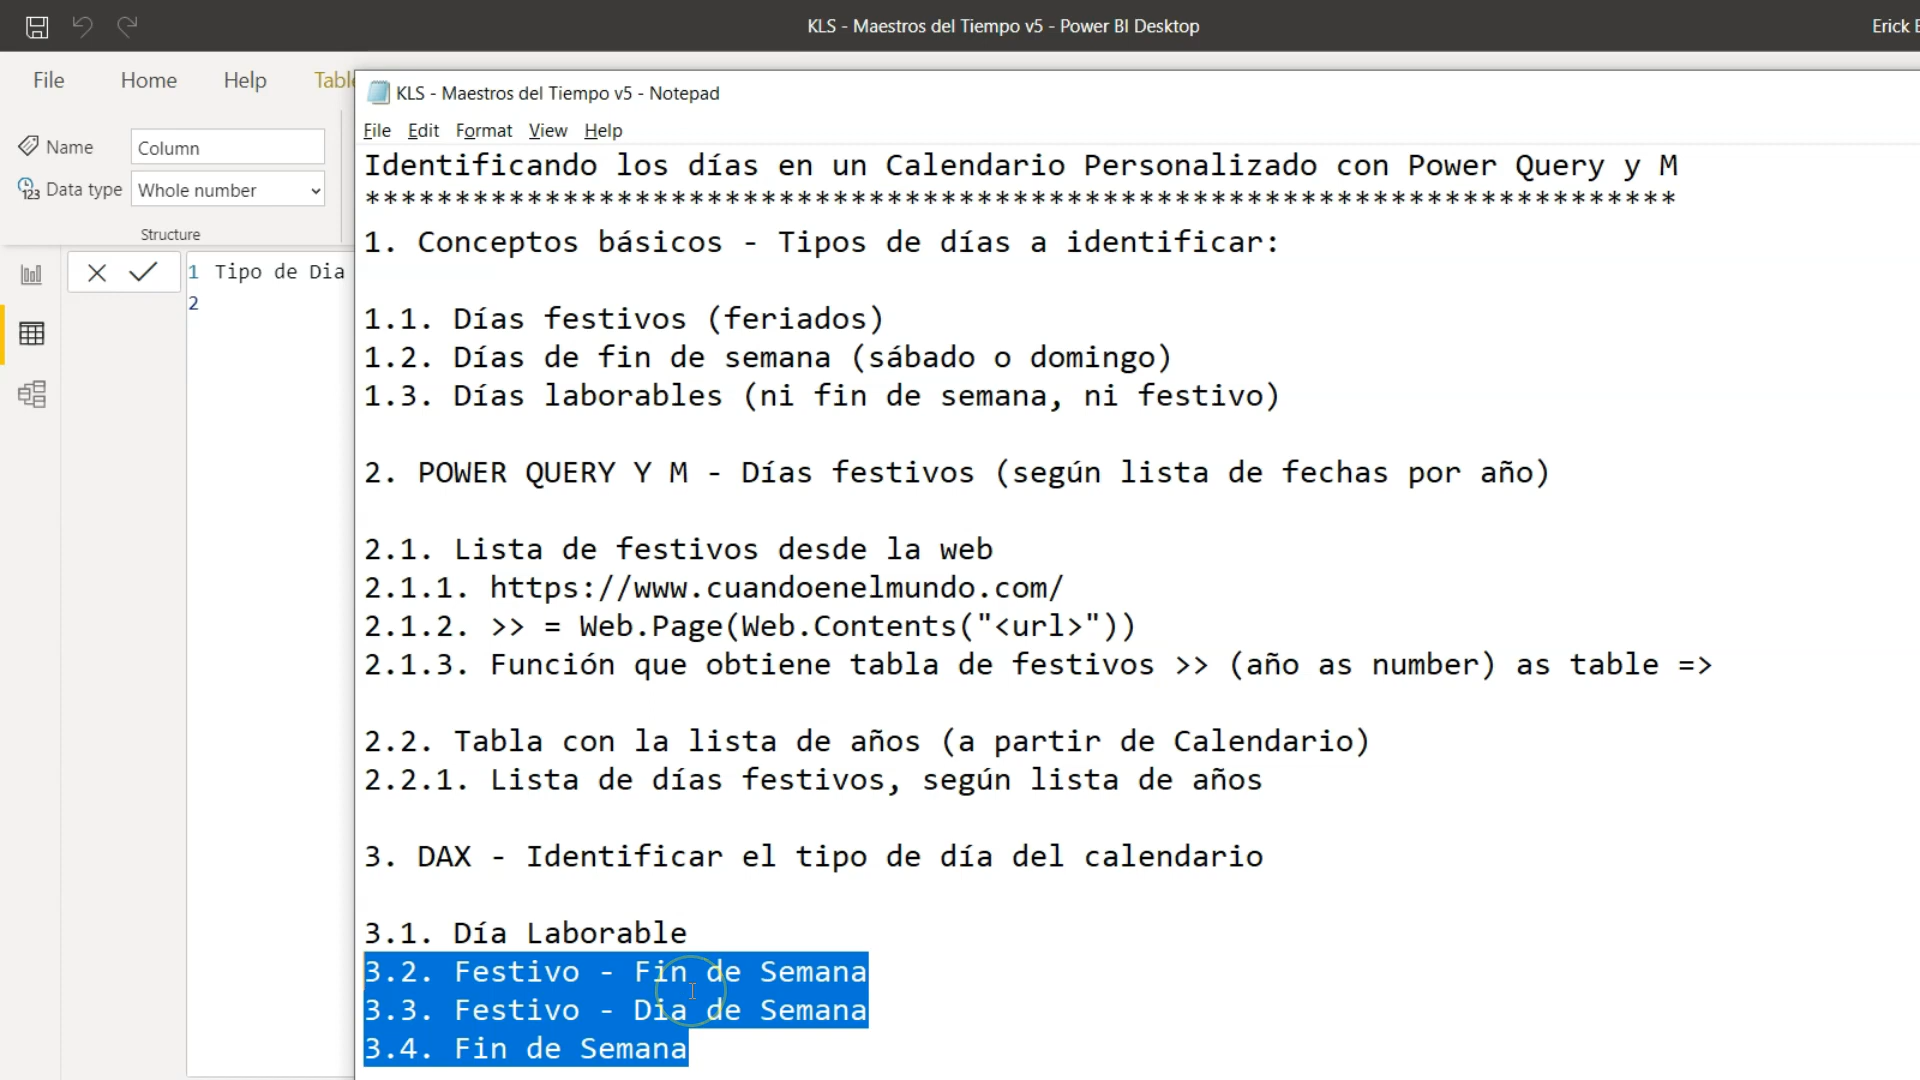 KLS - Maestros del Tiempo v5 - Power BI Desktop
Erick
File Home Help Table
Name Column
Data type Whole number
Structure
1 Tipo de Dia
2
KLS - Maestros del Tiempo v5 - Notepad
File Edit Format View Help
Identificando los días en un Calendario Personalizado con Power Query y M
*************************************************************************
1. Conceptos básicos - Tipos de días a identificar:
1.1. Días festivos (feriados)
1.2. Días de fin de semana (sábado o domingo)
1.3. Días laborables (ni fin de semana, ni festivo)
2. POWER QUERY Y M - Días festivos (según lista de fechas por año)
2.1. Lista de festivos desde la web
2.1.1. https://www.cuandoenelmundo.com/
2.1.2. >> = Web.Page(Web.Contents("<url>"))
2.1.3. Función que obtiene tabla de festivos >> (año as number) as table =>
2.2. Tabla con la lista de años (a partir de Calendario)
2.2.1. Lista de días festivos, según lista de años
3. DAX - Identificar el tipo de día del calendario
3.1. Día Laborable
3.2. Festivo - Fin de Semana
3.3. Festivo - Dia de Semana
3.4. Fin de Semana